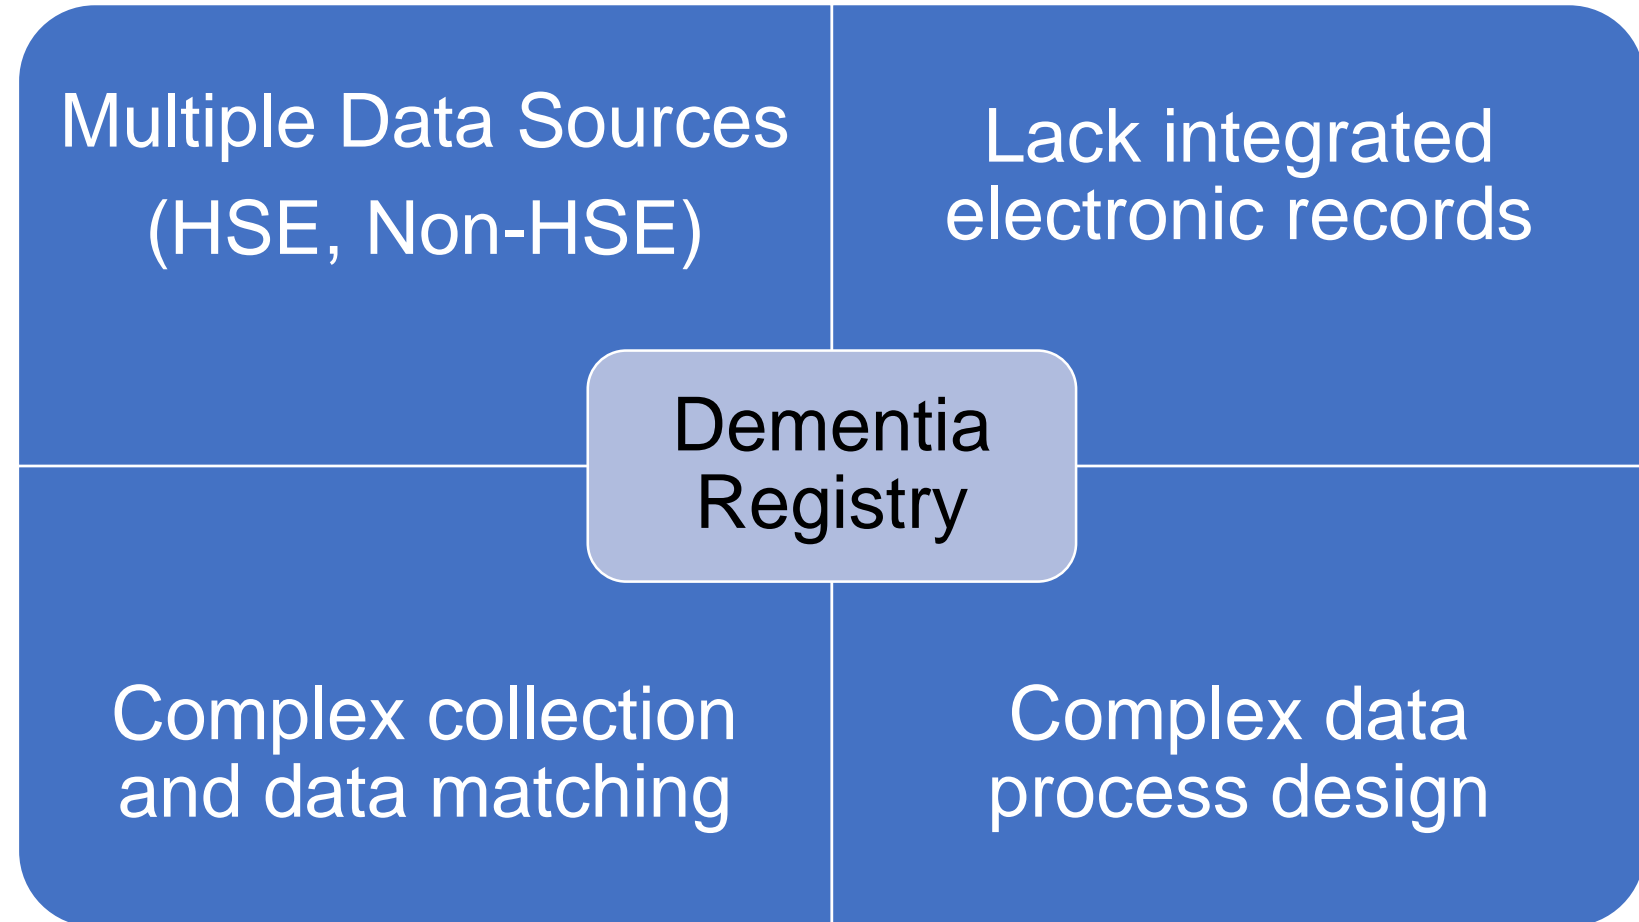 Multiple Data Sources
(HSE, Non-HSE)
Lack integrated
electronic records
Dementia
Registry
Complex collection
and data matching
Complex data
process design